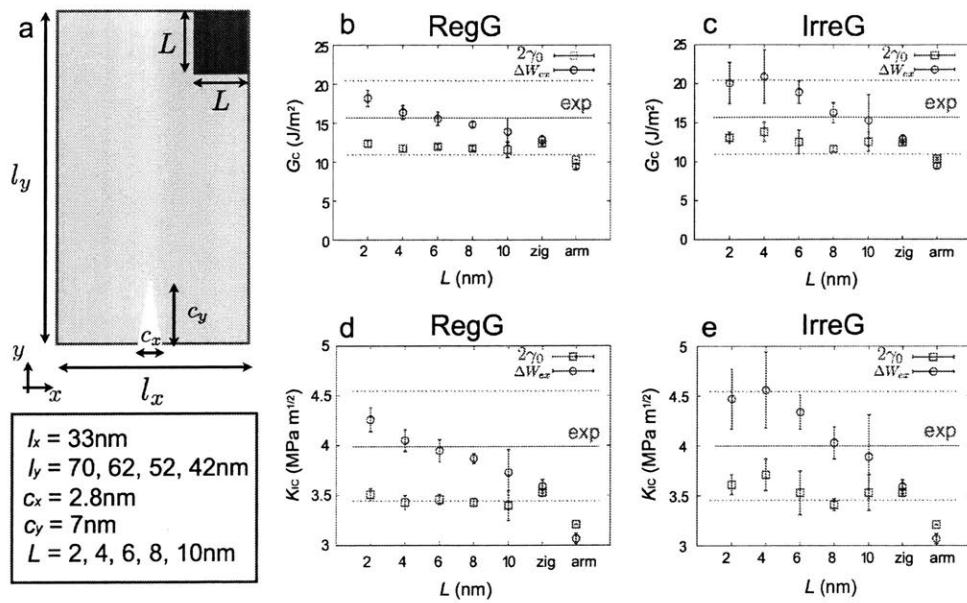 a
L
L
l_y
c_y
c_x
y
x
l_x
l_x = 33nm
l_y = 70, 62, 52, 42nm
c_x = 2.8nm
c_y = 7nm
L = 2, 4, 6, 8, 10nm
b
RegG
25
20
15
10
5
0
G_C (J/m²)
2γ₀
ΔW_ex
exp
2 4 6 8 10 zig arm
L (nm)
c
IrreG
25
20
15
10
5
0
G_C (J/m²)
2γ₀
ΔW_ex
exp
2 4 6 8 10 zig arm
L (nm)
d
RegG
5
4.5
4
3.5
3
K_IC (MPa m^1/2)
2γ₀
ΔW_ex
exp
2 4 6 8 10 zig arm
L (nm)
e
IrreG
5
4.5
4
3.5
3
K_IC (MPa m^1/2)
2γ₀
ΔW_ex
exp
2 4 6 8 10 zig arm
L (nm)